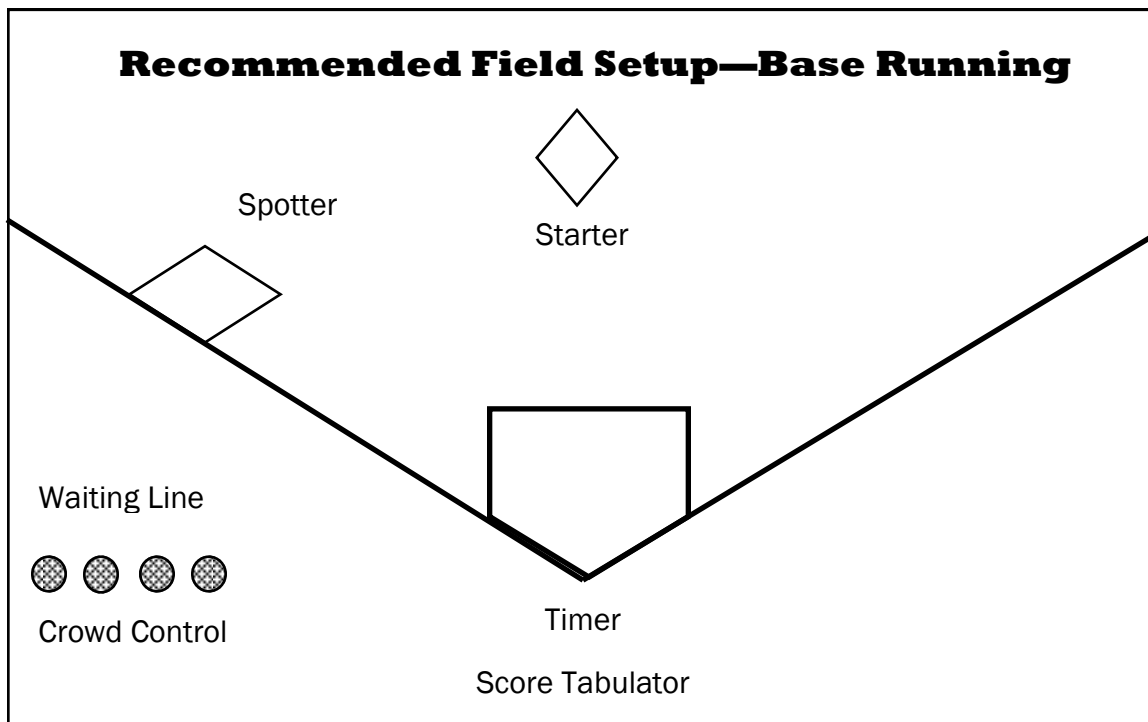 Recommended Field Setup—Base Running
Spotter
Starter
Waiting Line
Crowd Control
Timer
Score Tabulator